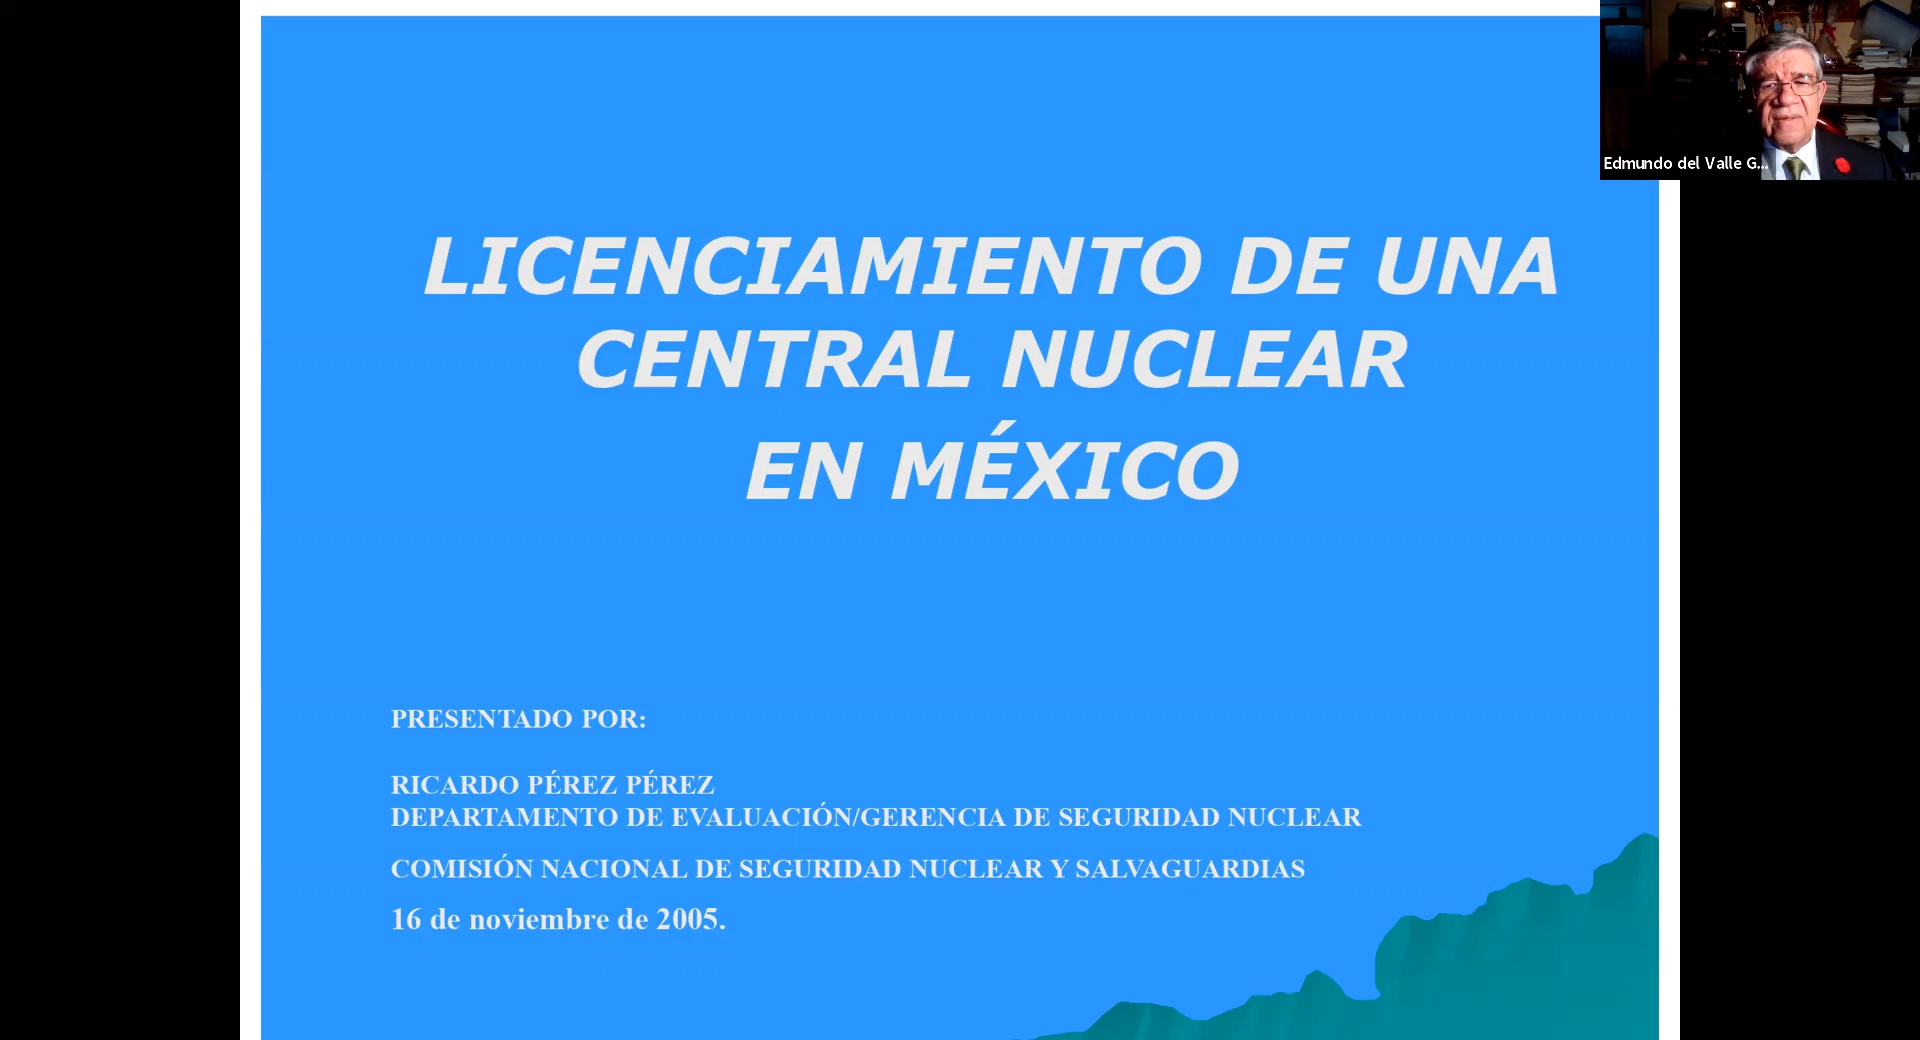 LICENCIAMIENTO DE UNA
CENTRAL NUCLEAR
EN MÉXICO
PRESENTADO POR:
RICARDO PÉREZ PÉREZ
DEPARTAMENTO DE EVALUACIÓN/GERENCIA DE SEGURIDAD NUCLEAR
COMISIÓN NACIONAL DE SEGURIDAD NUCLEAR Y SALVAGUARDIAS
16 de noviembre de 2005.
Edmundo del Valle G...